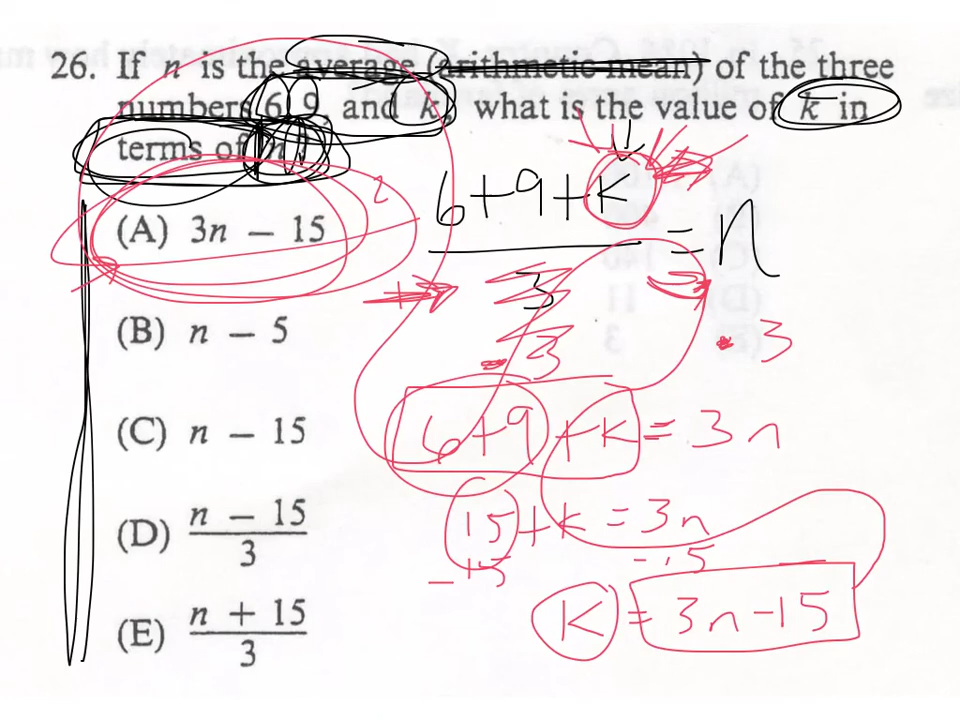 26. If n is the average (arithmetic mean) of the three
numbers 6, 9, and k, what is the value of k in
terms of n?
(A) 3n − 15
(B) n − 5
(C) n − 15
(D) n − 15
3
(E) n + 15
3
6+9+k
3
= n
· 3
· 3
6+9+k = 3n
15+k = 3n
-15
-15
k = 3n-15